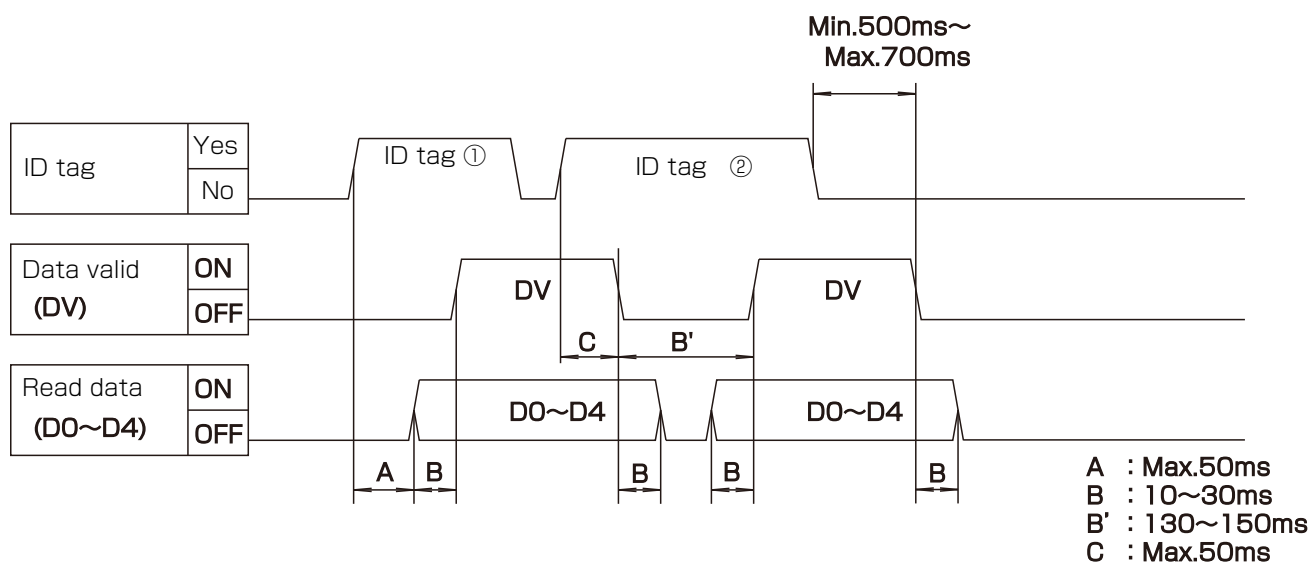 Min.500ms～
Max.700ms
ID tag
Yes
No
ID tag ①
ID tag ②
Data valid
(DV)
ON
OFF
DV
DV
C
B'
Read data
(D0～D4)
ON
OFF
D0～D4
D0～D4
A
B
B
B
B
A : Max.50ms
B : 10～30ms
B' : 130～150ms
C : Max.50ms